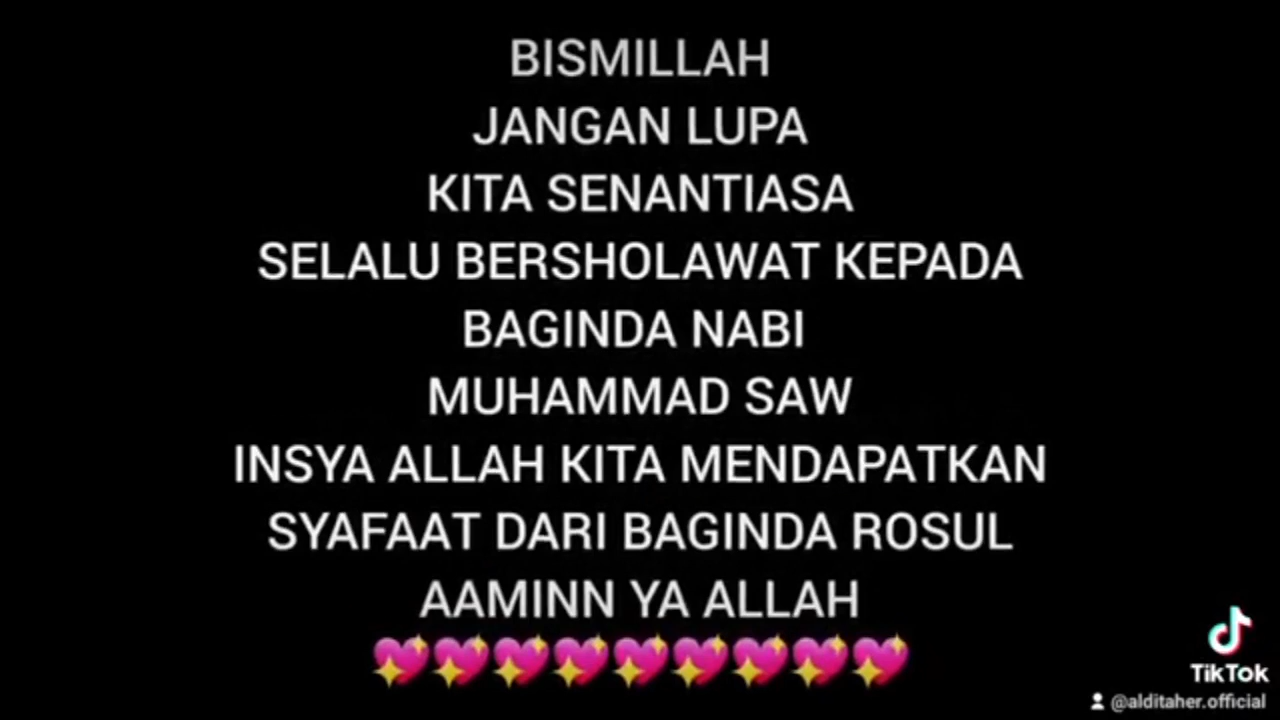 BISMILLAH
JANGAN LUPA
KITA SENANTIASA
SELALU BERSHOLAWAT KEPADA
BAGINDA NABI
MUHAMMAD SAW
INSYA ALLAH KITA MENDAPATKAN
SYAFAAT DARI BAGINDA ROSUL
AAMINN YA ALLAH
💖💖💖💖💖💖💖💖💖
TikTok
@alditaher.official